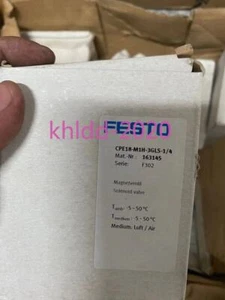 FESTO
CPE18-M1H-3GLS-1/4
Mat.-Nr.: 163145
Serie: F302
Magnetventil
Solenoid valve
-5 - 50°C
-5 - 50°C
Medium: Luft / Air